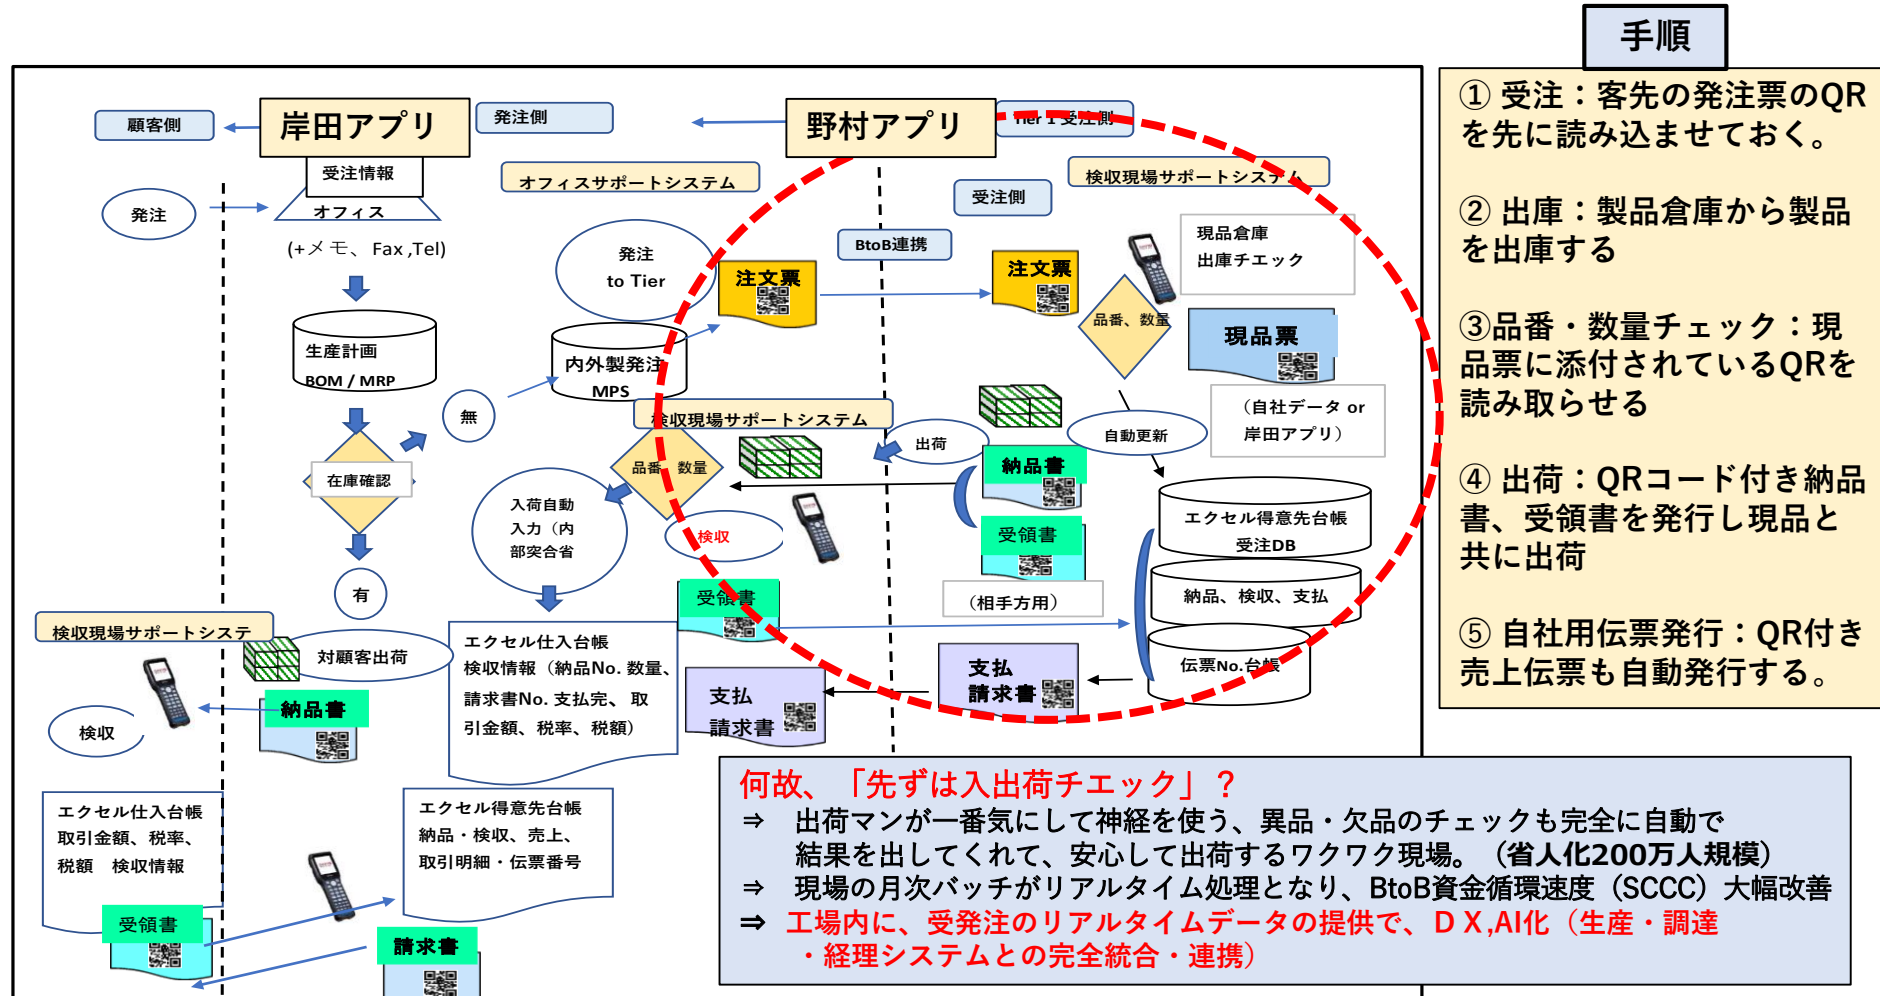 手順
① 受注：客先の発注票のQR
を先に読み込ませておく。
② 出庫：製品倉庫から製品
を出庫する
③品番・数量チェック：現
品票に添付されているQRを
読み取らせる
④ 出荷：QRコード付き納品
書、受領書を発行し現品と
共に出荷
⑤ 自社用伝票発行：QR付き
売上伝票も自動発行する。
顧客側
岸田アプリ
発注側
野村アプリ
Tier 1 受注側
受注情報
オフィス
発注
(+メモ、Fax ,Tel)
オフィスサポートシステム
検収現場サポートシステム
受注側
BtoB連携
発注
to Tier
注文票
注文票
現品倉庫
出庫チエック
品番、数量
現品票
（自社データ or
岸田アプリ）
生産計画
BOM / MRP
内外製発注
MPS
無
在庫確認
有
検収現場サポートシステム
品番、数量
出荷
自動更新
納品書
受領書
（相手方用）
入荷自動
入力（内
部突合省
検収
受領書
エクセル得意先台帳
受注DB
納品、検収、支払
伝票No.台帳
検収現場サポートシステ
対顧客出荷
納品書
検収
エクセル仕入台帳
検収情報（納品No. 数量、
請求書No. 支払完、 取
引金額、税率、税額）
支払
請求書
支払
請求書
エクセル仕入台帳
取引金額、税率、
税額　検収情報
受領書
エクセル得意先台帳
納品・検収、売上、
取引明細・伝票番号
請求書
何故、「先ずは入出荷チエック」？
⇒　出荷マンが一番気にして神経を使う、異品・欠品のチェックも完全に自動で
結果を出してくれて、安心して出荷するワクワク現場。（省人化200万人規模）
⇒　現場の月次バッチがリアルタイム処理となり、BtoB資金循環速度（SCCC）大幅改善
⇒　工場内に、受発注のリアルタイムデータの提供で、ＤＸ,AI化（生産・調達
・経理システムとの完全統合・連携）